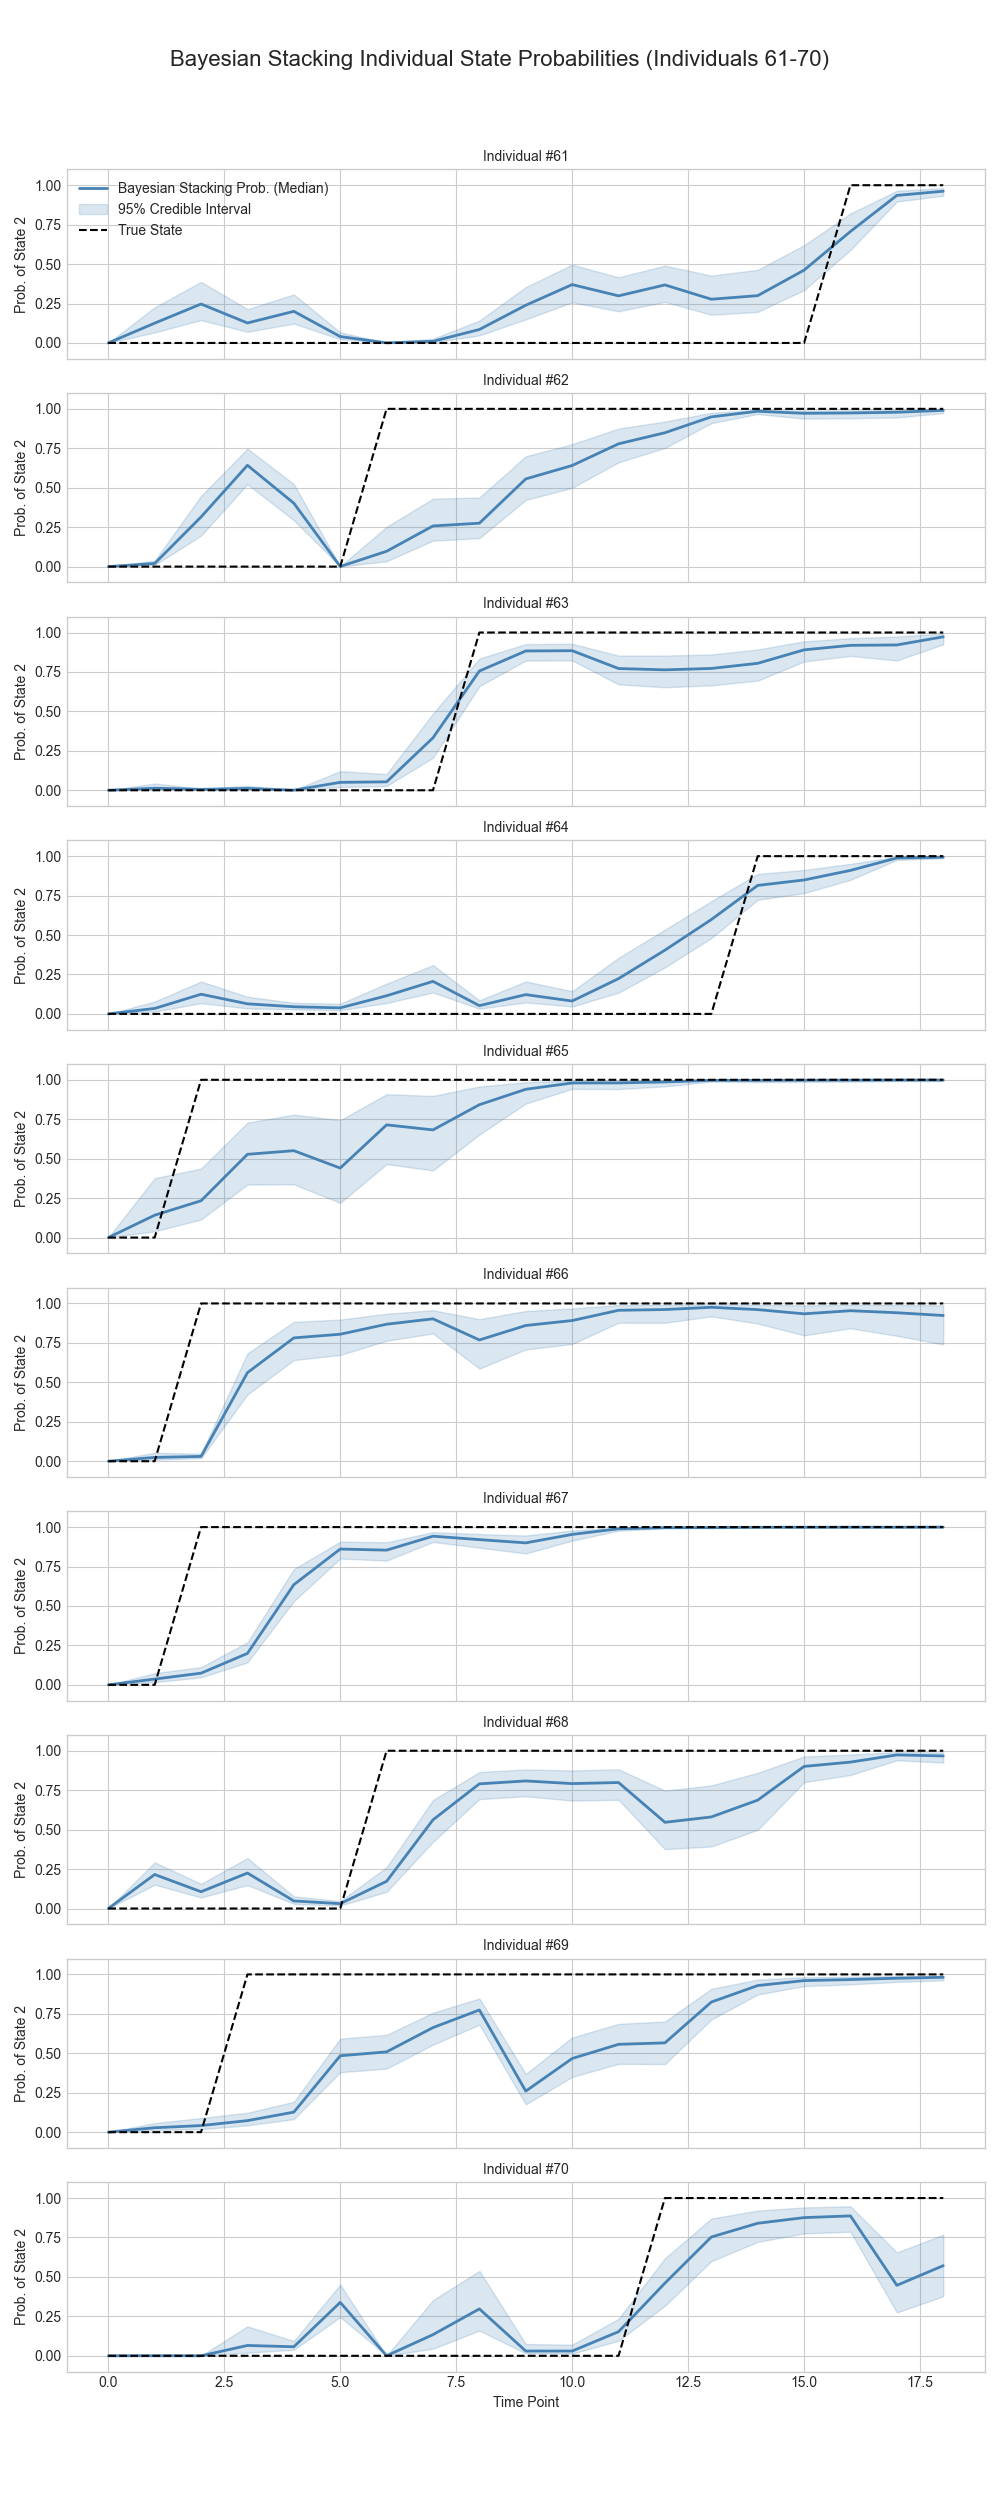 Bayesian Stacking Individual State Probabilities (Individuals 61-70)
Individual #61
Prob. of State 2
1.00
0.75
0.50
0.25
0.00
Bayesian Stacking Prob. (Median)
95% Credible Interval
True State
Individual #62
Prob. of State 2
1.00
0.75
0.50
0.25
0.00
Individual #63
Prob. of State 2
1.00
0.75
0.50
0.25
0.00
Individual #64
Prob. of State 2
1.00
0.75
0.50
0.25
0.00
Individual #65
Prob. of State 2
1.00
0.75
0.50
0.25
0.00
Individual #66
Prob. of State 2
1.00
0.75
0.50
0.25
0.00
Individual #67
Prob. of State 2
1.00
0.75
0.50
0.25
0.00
Individual #68
Prob. of State 2
1.00
0.75
0.50
0.25
0.00
Individual #69
Prob. of State 2
1.00
0.75
0.50
0.25
0.00
Individual #70
Prob. of State 2
1.00
0.75
0.50
0.25
0.00
0.0 2.5 5.0 7.5 10.0 12.5 15.0 17.5
Time Point